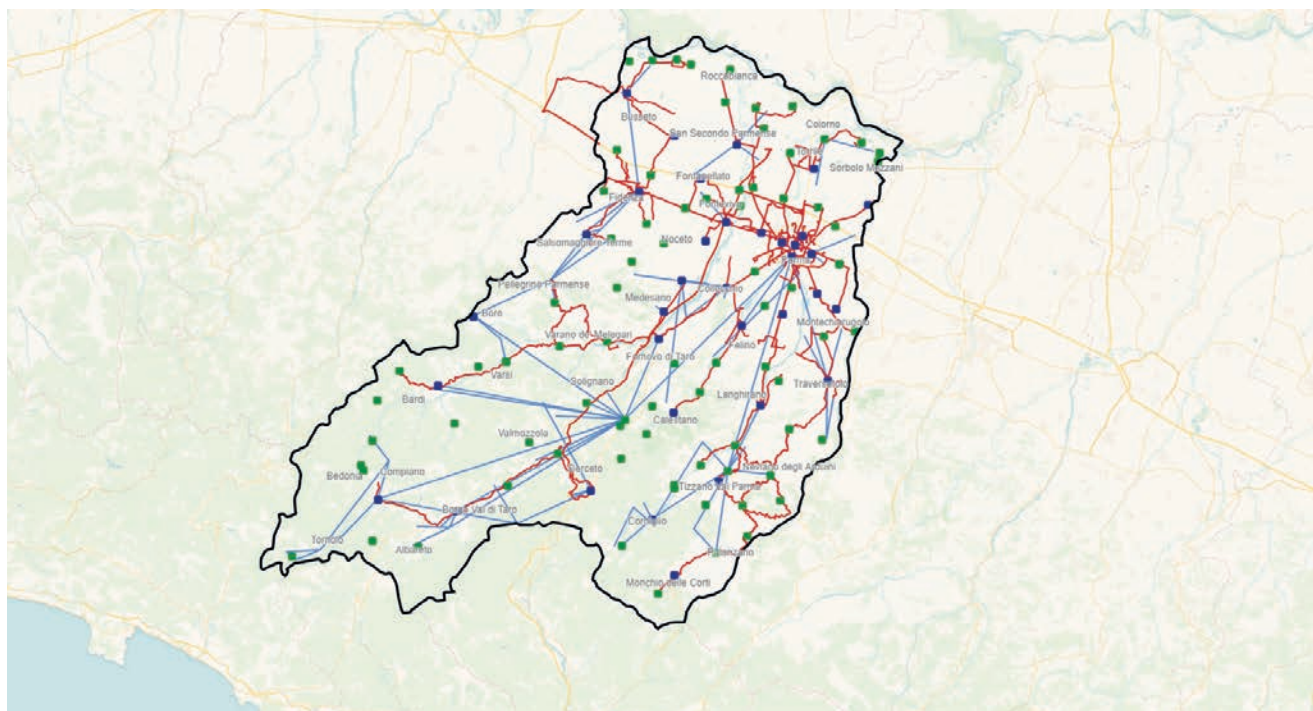 Roccabianca
Busseto
San Secondo Parmense
Colorno
Torrile
Sorbolo Mezzani
Fontanellato
Fidenza
Fontevivo
Salsomaggiore Terme
Noceto
Parma
Pellegrino Parmense
Medesano
Collecchio
Bore
Montechiarugolo
Varano de' Melegari
Felino
Fornovo di Taro
Varsi
Solignano
Traversetolo
Bardi
Langhirano
Calestano
Valmozzola
Bedonia
Compiano
Berceto
Neviano degli Arduini
Tizzano Val Parma
Borgo Val di Taro
Corniglio
Tornolo
Albareto
Palanzano
Monchio delle Corti